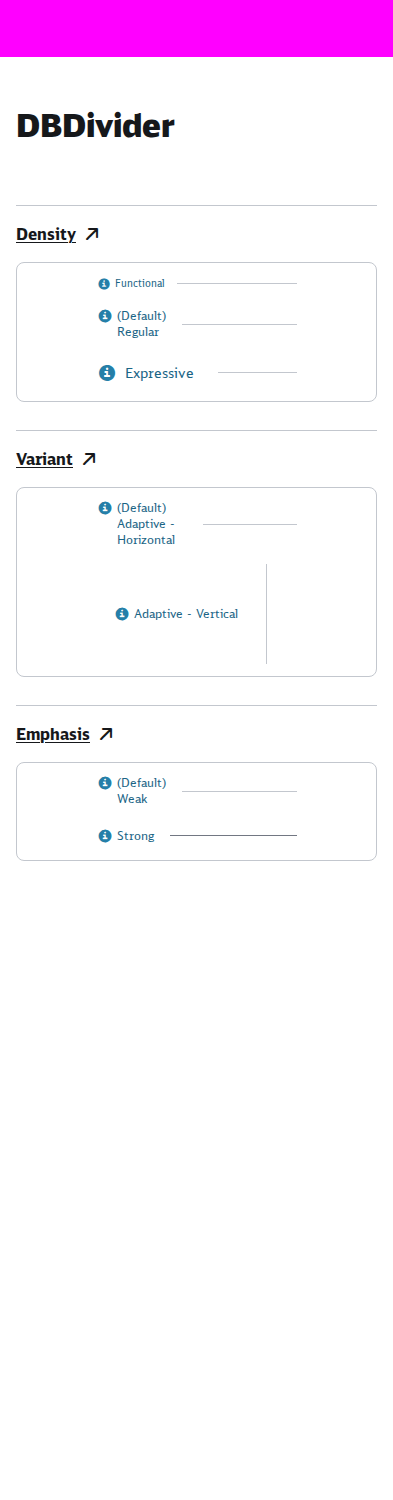 DBDivider
Density
Functional
(Default)
Regular
Expressive
Variant
(Default)
Adaptive -
Horizontal
Adaptive - Vertical
Emphasis
(Default)
Weak
Strong